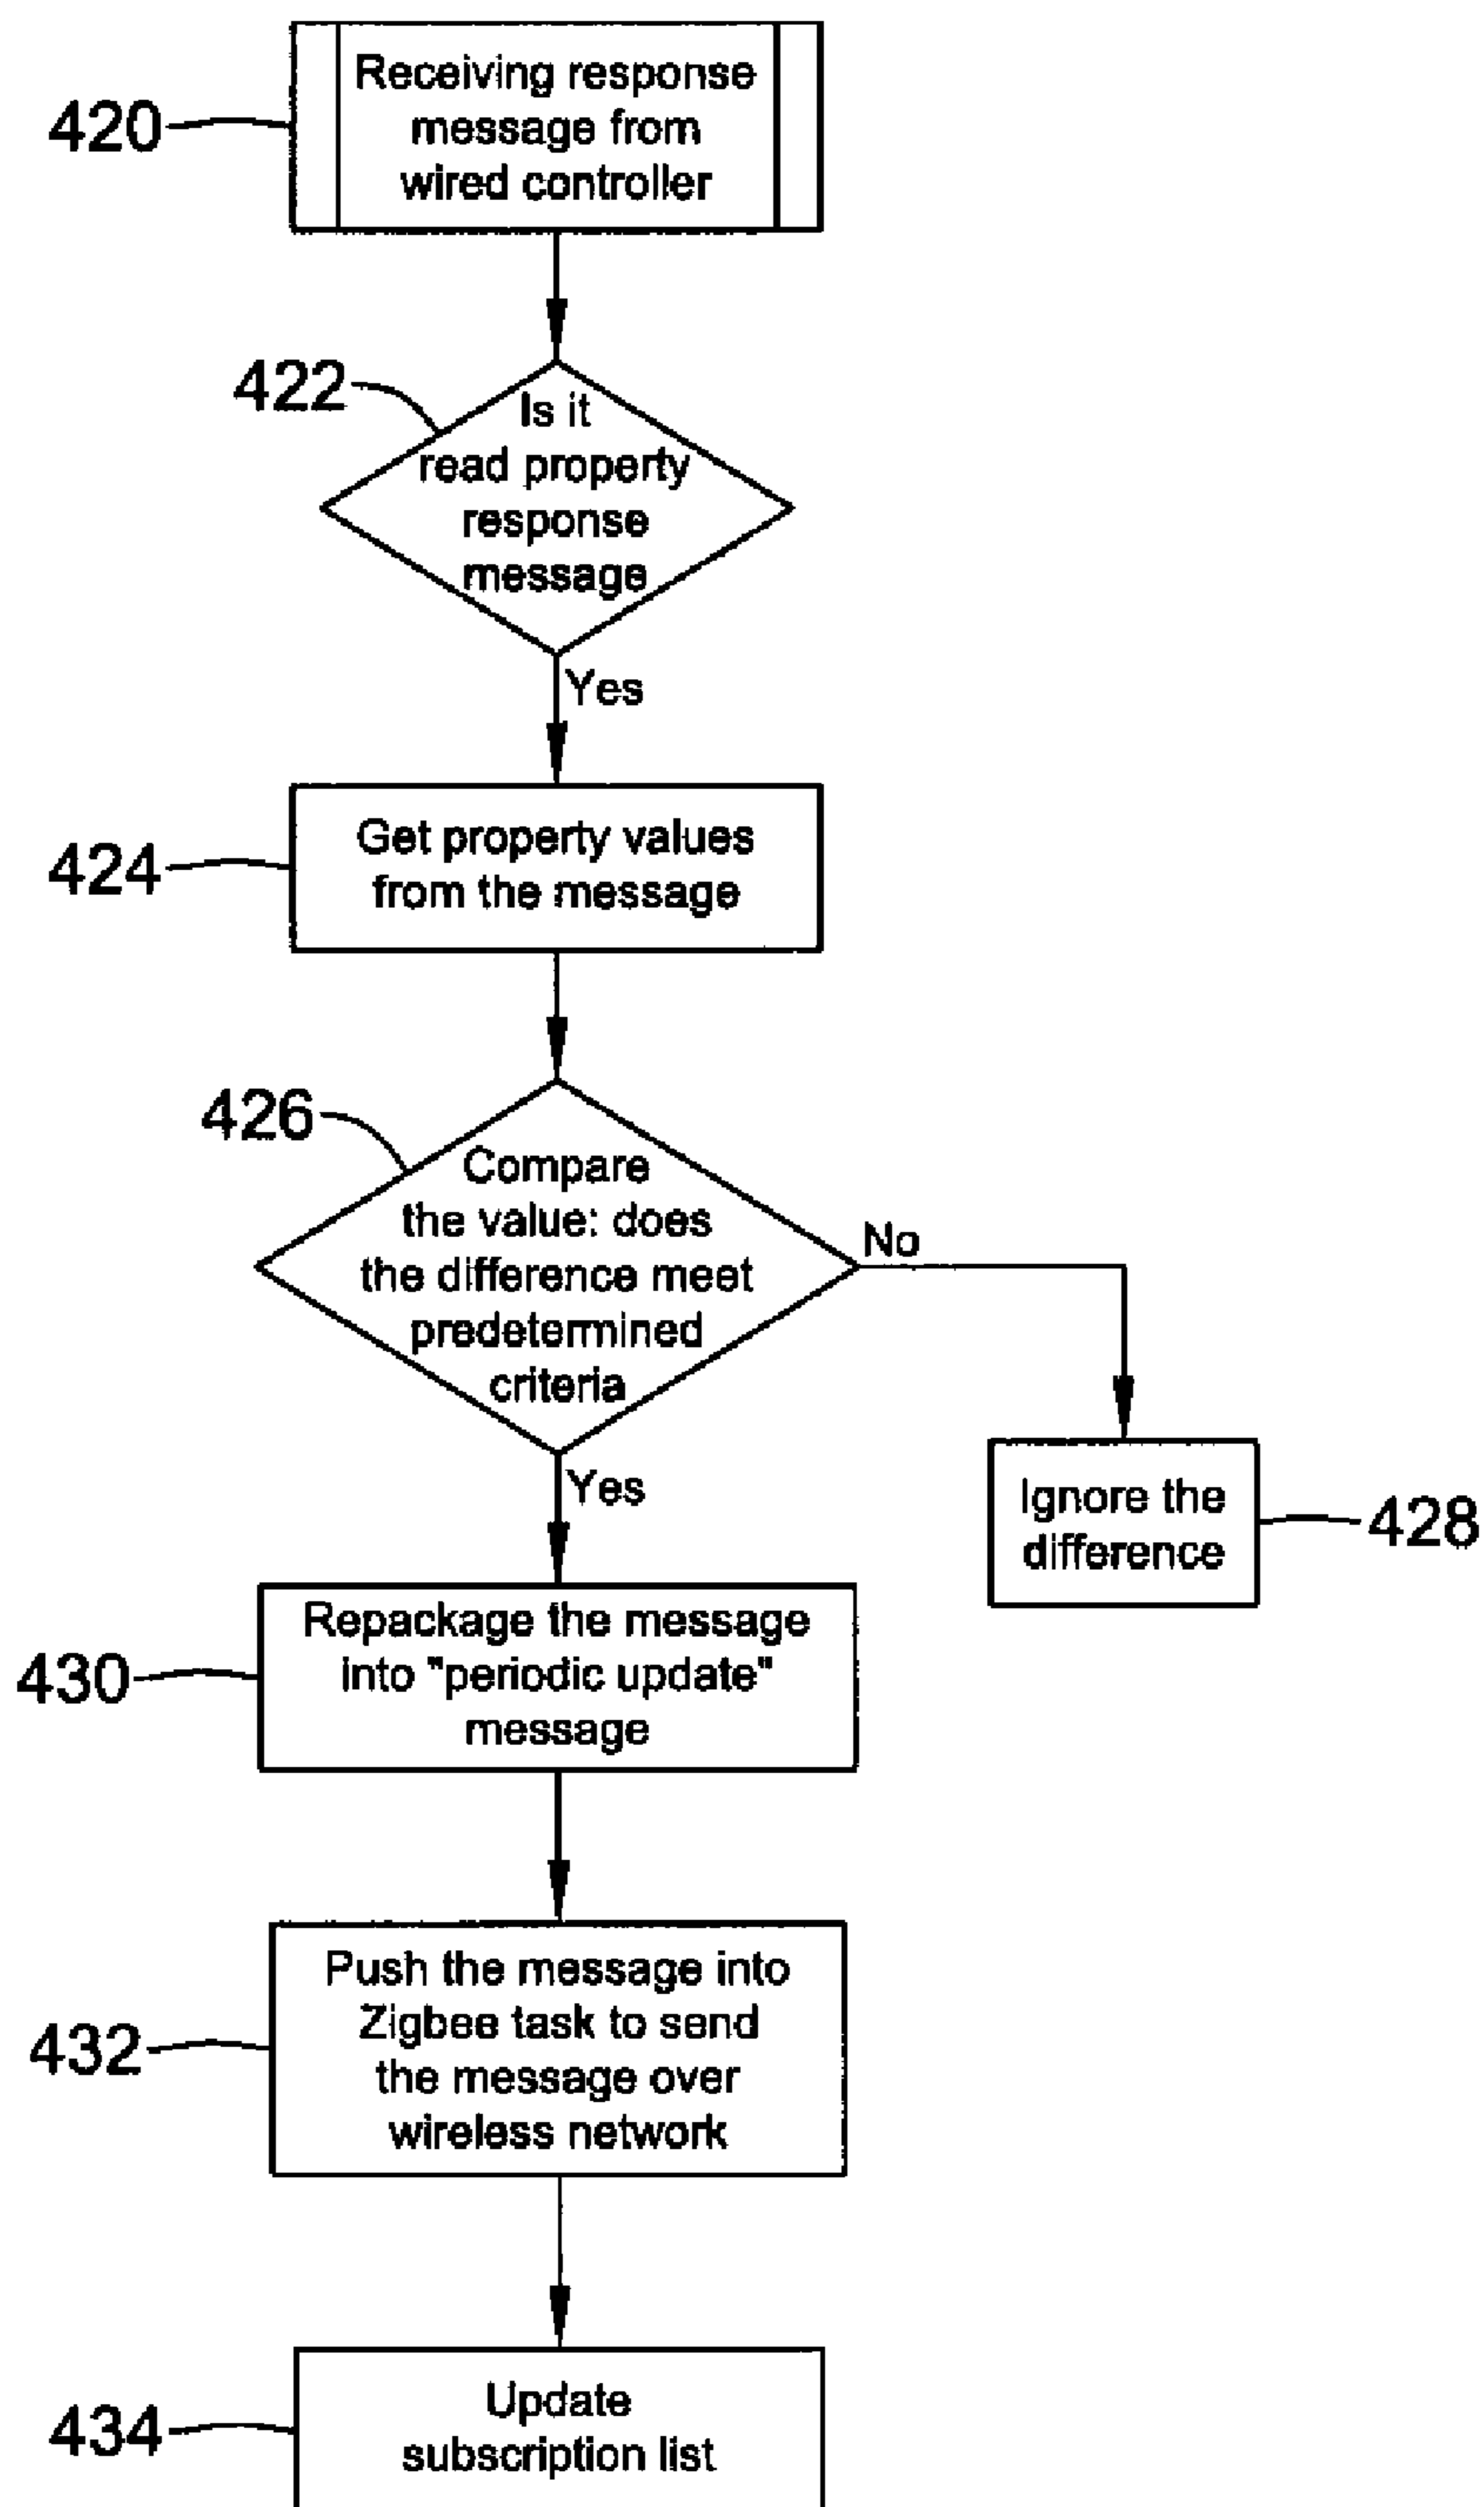 420
Receiving response
message from
wired controller
422
Is it
read property
response
message
Yes
424
Get property values
from the message
426
Compare
the value: does
the difference meet
predetermined
criteria
No
Yes
Ignore the
difference
428
430
Repackage the message
into "periodic update"
message
432
Push the message into
Zigbee task to send
the message over
wireless network
434
Update
subscription list